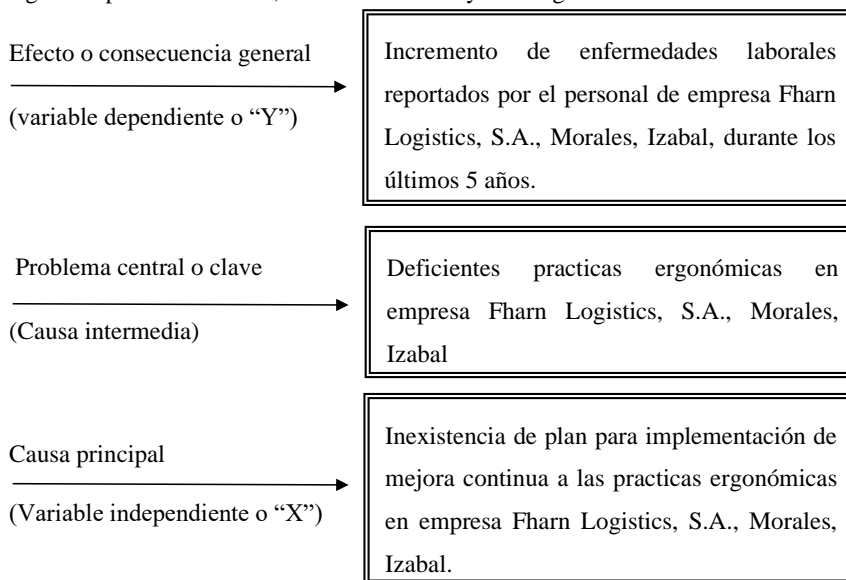 Efecto o consecuencia general
(variable dependiente o “Y”)
Incremento de enfermedades laborales
reportados por el personal de empresa Fharn
Logistics, S.A., Morales, Izabal, durante los
últimos 5 años.
Problema central o clave
(Causa intermedia)
Deficientes practicas ergonómicas en
empresa Fharn Logistics, S.A., Morales,
Izabal
Causa principal
(Variable independiente o “X”)
Inexistencia de plan para implementación de
mejora continua a las practicas ergonómicas
en empresa Fharn Logistics, S.A., Morales,
Izabal.